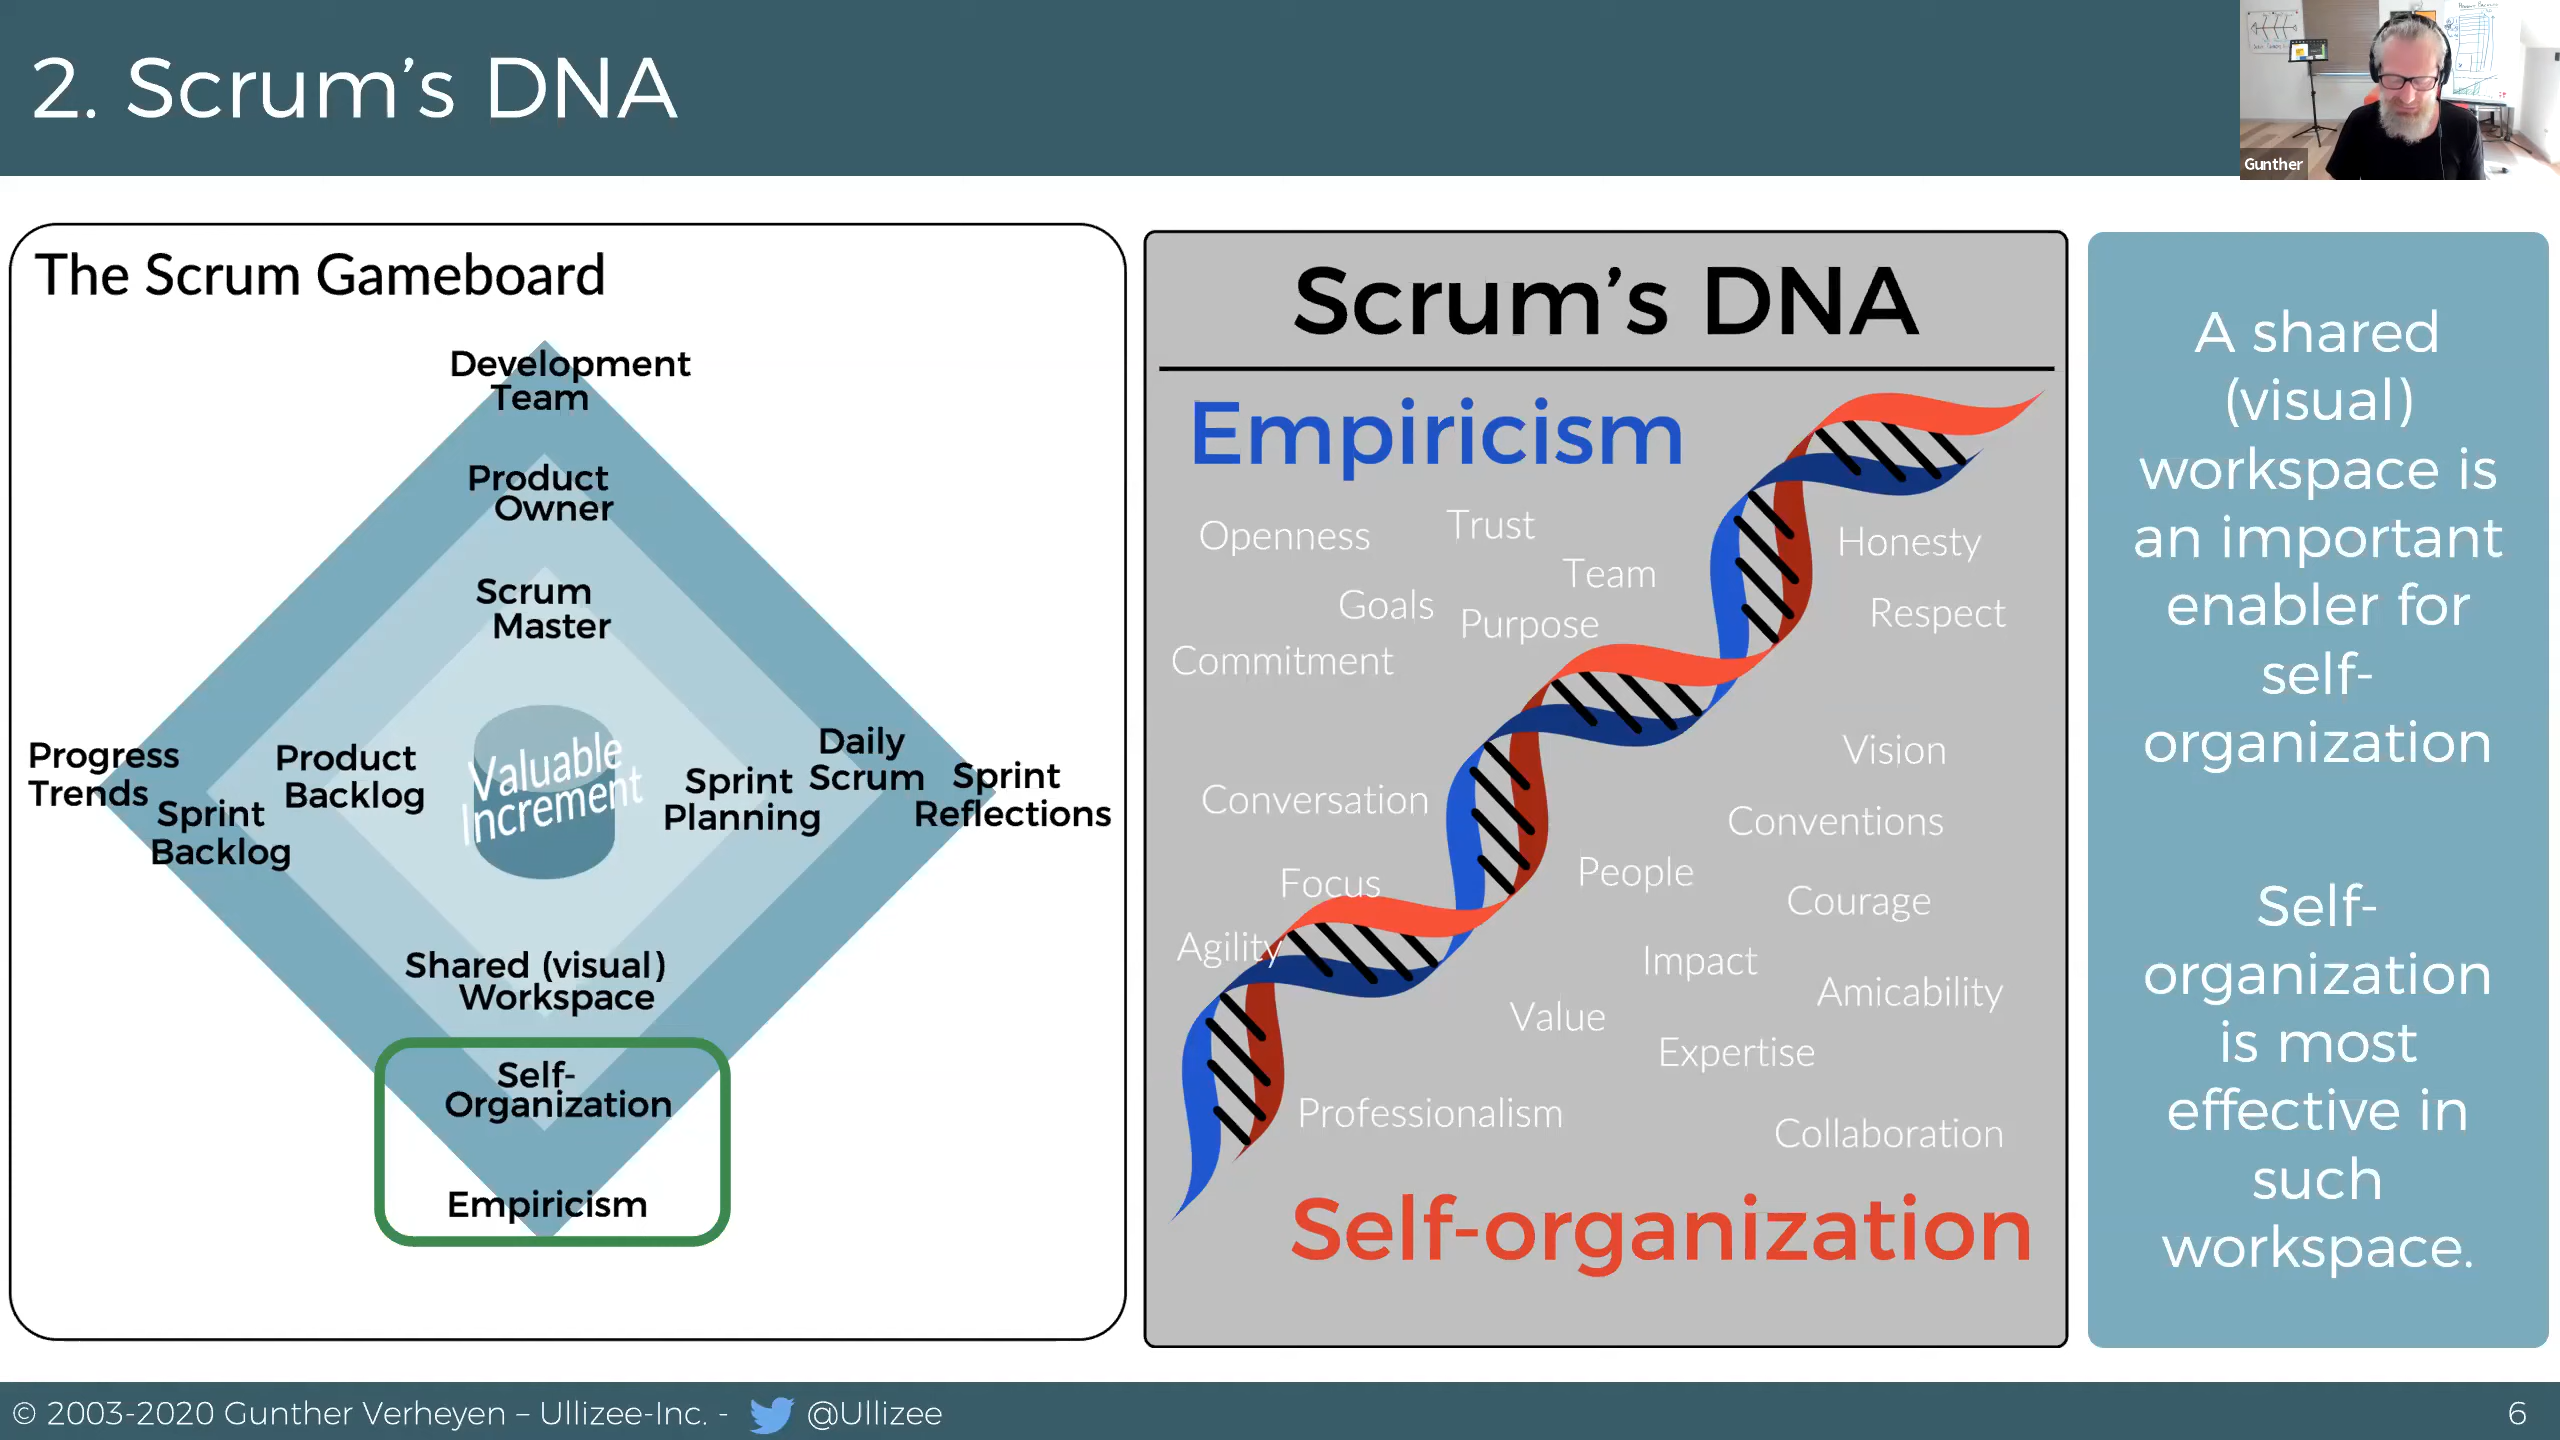 2. Scrum's DNA
Gunther
The Scrum Gameboard
Development
Team
Product
Owner
Scrum
Master
Progress
Trends
Sprint
Backlog
Product
Backlog
Valuable
Increment
Sprint
Planning
Daily
Scrum
Sprint
Reflections
Shared (visual)
Workspace
Self-
Organization
Empiricism
Scrum's DNA
Empiricism
Openness
Trust
Honesty
Team
Goals
Purpose
Respect
Commitment
Vision
Conversation
Conventions
People
Focus
Courage
Agility
Impact
Amicability
Value
Expertise
Professionalism
Collaboration
Self-organization
A shared
(visual)
workspace is
an important
enabler for
self-
organization
Self-
organization
is most
effective in
such
workspace.
© 2003-2020 Gunther Verheyen – Ullizee-Inc. - @Ullizee
6